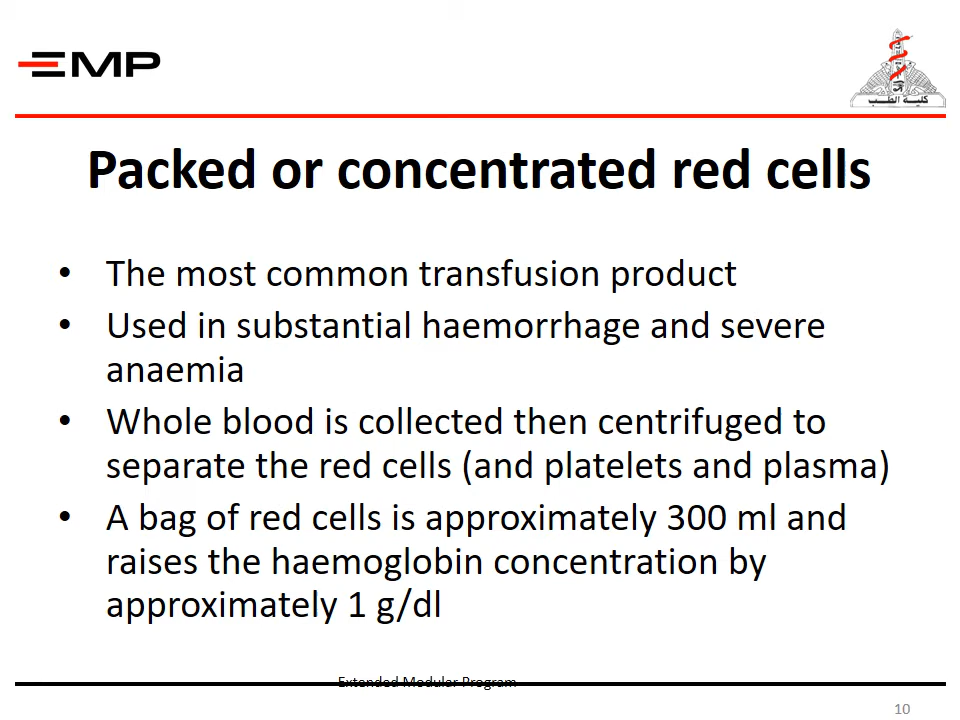 EMP
كلية الطب
Packed or concentrated red cells
• The most common transfusion product
• Used in substantial haemorrhage and severe
anaemia
• Whole blood is collected then centrifuged to
separate the red cells (and platelets and plasma)
• A bag of red cells is approximately 300 ml and
raises the haemoglobin concentration by
approximately 1 g/dl
Extended Modular Program
10